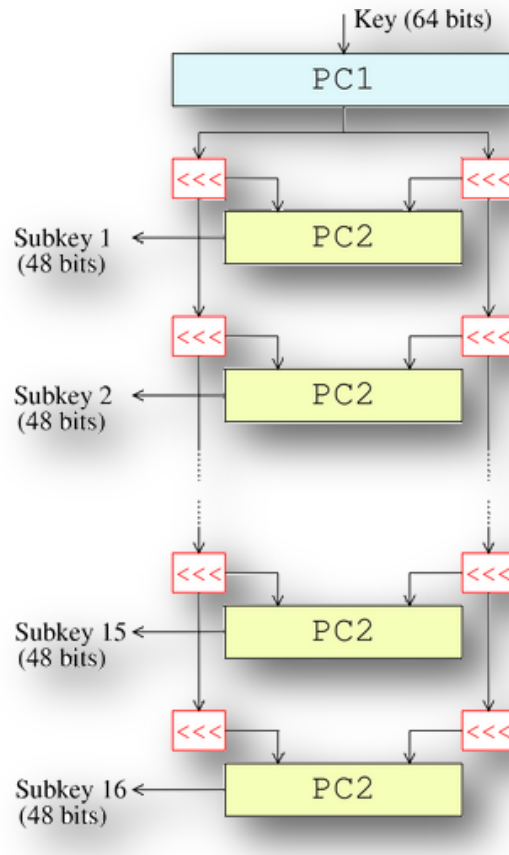 Key (64 bits)
PC1
<<< <<<
Subkey 1
(48 bits)
PC2
<<< <<<
Subkey 2
(48 bits)
PC2
<<< <<<
Subkey 15
(48 bits)
PC2
<<< <<<
Subkey 16
(48 bits)
PC2